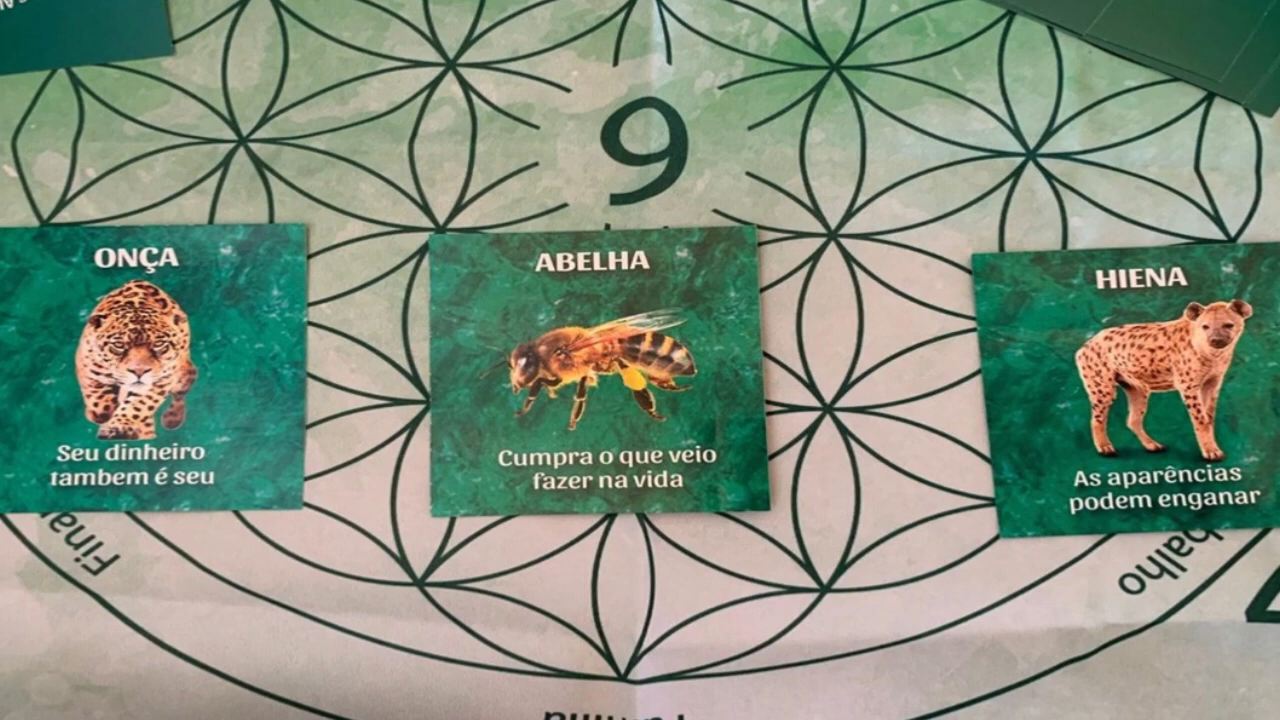 9
ONÇA
Seu dinheiro
tambem é seu
ABELHA
Cumpra o que veio
fazer na vida
HIENA
As aparências
podem enganar